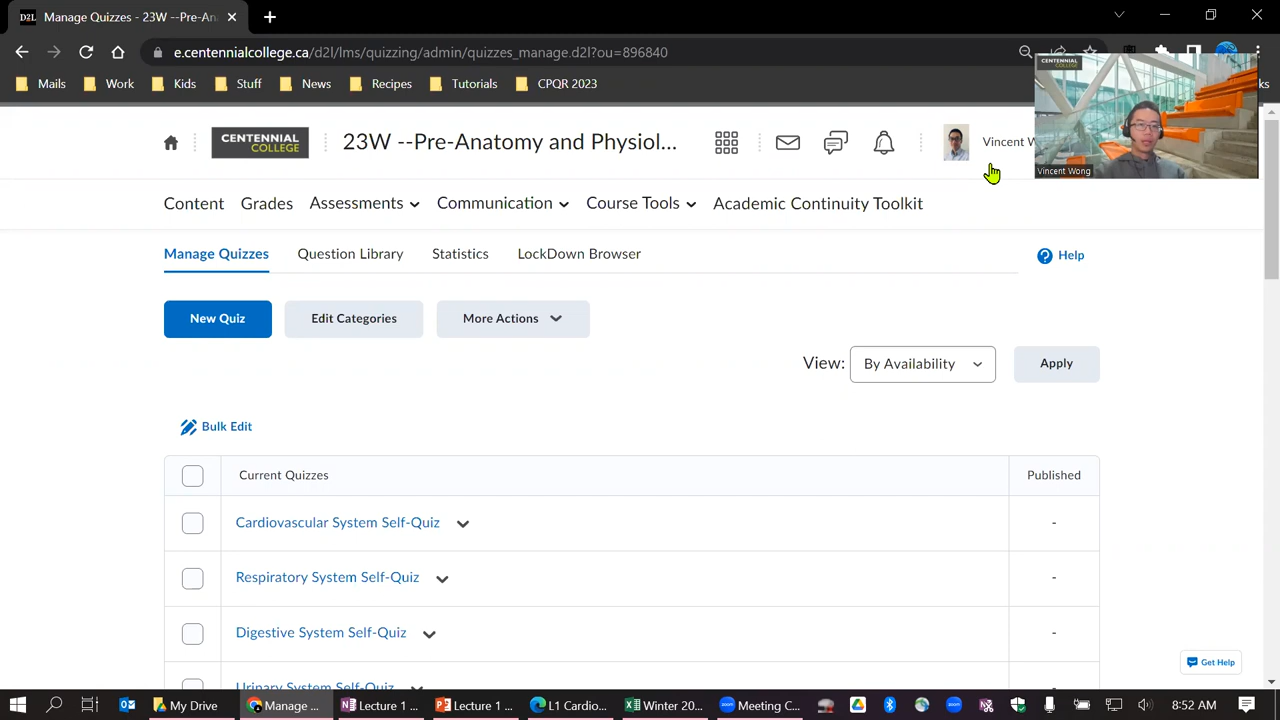 D2L Manage Quizzes - 23W --Pre-An
e.centennialcollege.ca/d2l/lms/quizzing/admin/quizzes_manage.d2l?ou=896840
Mails Work Kids Stuff News Tutorials CPQR 2023
CENTENNIAL COLLEGE
Vincent Wong
CENTENNIAL COLLEGE
23W --Pre-Anatomy and Physiol...
Vincent W
Content Grades Assessments Communication Course Tools Academic Continuity Toolkit
Manage Quizzes Question Library Statistics LockDown Browser
Help
New Quiz Edit Categories More Actions
View: By Availability Apply
Bulk Edit
Current Quizzes Published
Cardiovascular System Self-Quiz -
Respiratory System Self-Quiz -
Digestive System Self-Quiz -
Urinary System Self-Quiz
Get Help
My Drive Manage ... Lecture 1 ... Lecture 1 ... Cardio... Winter 20... Meeting C... 8:52 AM